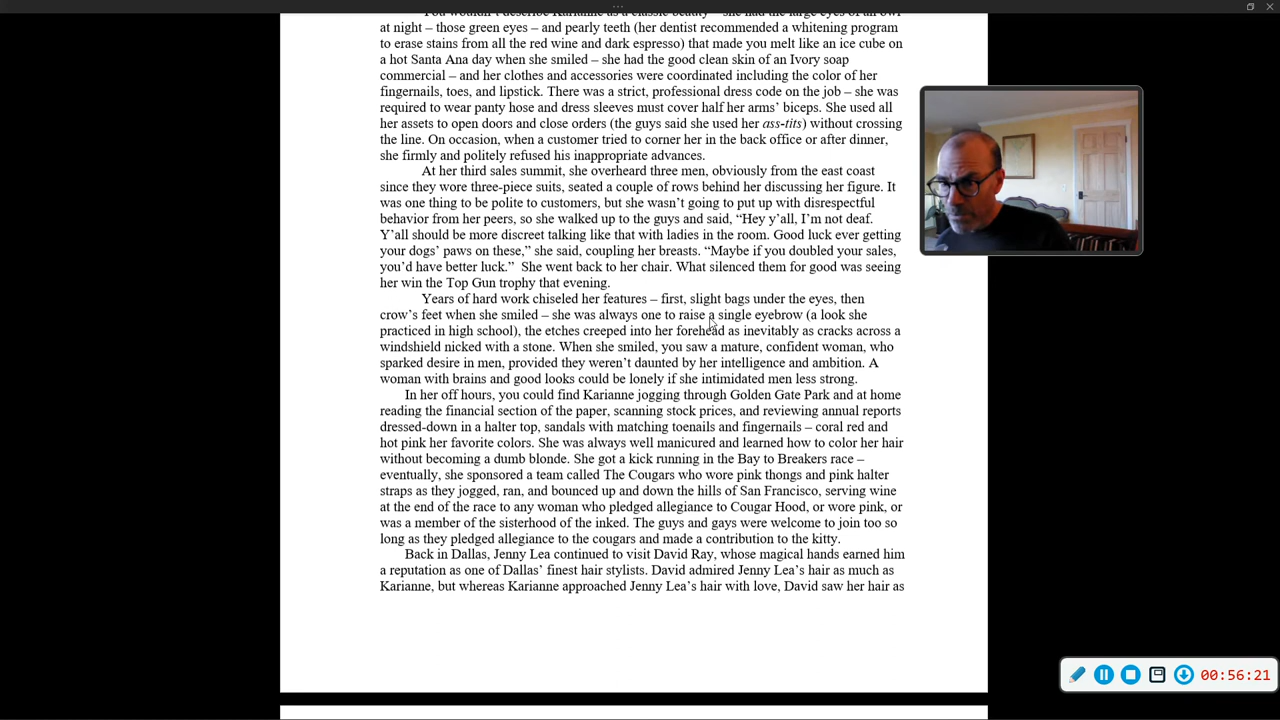 You wouldn't describe Karianne as a classic beauty – she had the large eyes of an owl
at night – those green eyes – and pearly teeth (her dentist recommended a whitening program
to erase stains from all the red wine and dark espresso) that made you melt like an ice cube on
a hot Santa Ana day when she smiled – she had the good clean skin of an Ivory soap
commercial – and her clothes and accessories were coordinated including the color of her
fingernails, toes, and lipstick. There was a strict, professional dress code on the job – she was
required to wear panty hose and dress sleeves must cover half her arms' biceps. She used all
her assets to open doors and close orders (the guys said she used her ass-tits) without crossing
the line. On occasion, when a customer tried to corner her in the back office or after dinner,
she firmly and politely refused his inappropriate advances.
At her third sales summit, she overheard three men, obviously from the east coast
since they wore three-piece suits, seated a couple of rows behind her discussing her figure. It
was one thing to be polite to customers, but she wasn't going to put up with disrespectful
behavior from her peers, so she walked up to the guys and said, “Hey y'all, I'm not deaf.
Y'all should be more discreet talking like that with ladies in the room. Good luck ever getting
your dogs' paws on these,” she said, coupling her breasts. “Maybe if you doubled your sales,
you'd have better luck.”  She went back to her chair. What silenced them for good was seeing
her win the Top Gun trophy that evening.
Years of hard work chiseled her features – first, slight bags under the eyes, then
crow's feet when she smiled – she was always one to raise a single eyebrow (a look she
practiced in high school), the etches creeped into her forehead as inevitably as cracks across a
windshield nicked with a stone. When she smiled, you saw a mature, confident woman, who
sparked desire in men, provided they weren't daunted by her intelligence and ambition. A
woman with brains and good looks could be lonely if she intimidated men less strong.
In her off hours, you could find Karianne jogging through Golden Gate Park and at home
reading the financial section of the paper, scanning stock prices, and reviewing annual reports
dressed-down in a halter top, sandals with matching toenails and fingernails – coral red and
hot pink her favorite colors. She was always well manicured and learned how to color her hair
without becoming a dumb blonde. She got a kick running in the Bay to Breakers race –
eventually, she sponsored a team called The Cougars who wore pink thongs and pink halter
straps as they jogged, ran, and bounced up and down the hills of San Francisco, serving wine
at the end of the race to any woman who pledged allegiance to Cougar Hood, or wore pink, or
was a member of the sisterhood of the inked. The guys and gays were welcome to join too so
long as they pledged allegiance to the cougars and made a contribution to the kitty.
Back in Dallas, Jenny Lea continued to visit David Ray, whose magical hands earned him
a reputation as one of Dallas' finest hair stylists. David admired Jenny Lea's hair as much as
Karianne, but whereas Karianne approached Jenny Lea's hair with love, David saw her hair as
00:56:21